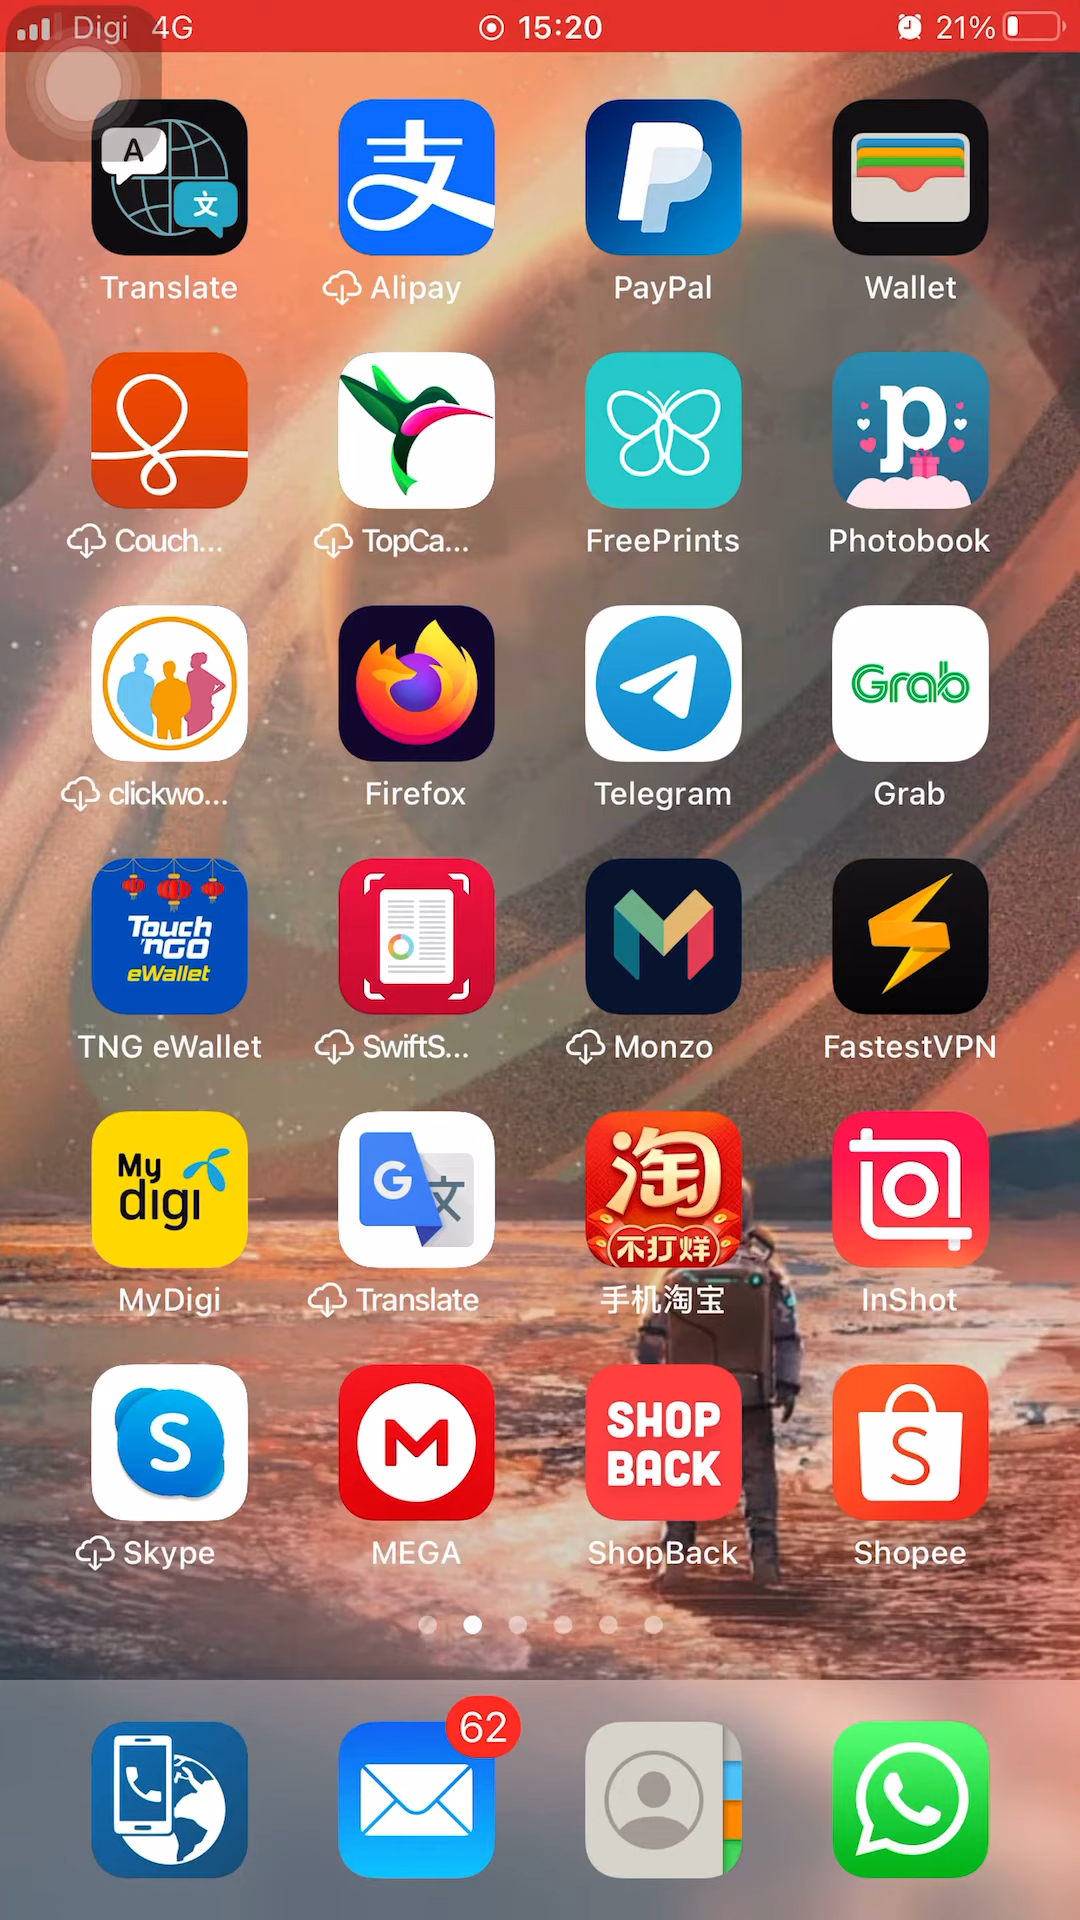 Digi 4G 15:20 21%
A
文
支
Translate Alipay PayPal Wallet
p
Couch... TopCa... FreePrints Photobook
Grab
clickwo... Firefox Telegram Grab
Touch
'nGO
eWallet
TNG eWallet SwiftS... Monzo FastestVPN
My
digi
G 文
淘
不打烊
MyDigi Translate 手机淘宝 InShot
S
M
SHOP
BACK
S
Skype MEGA ShopBack Shopee
62